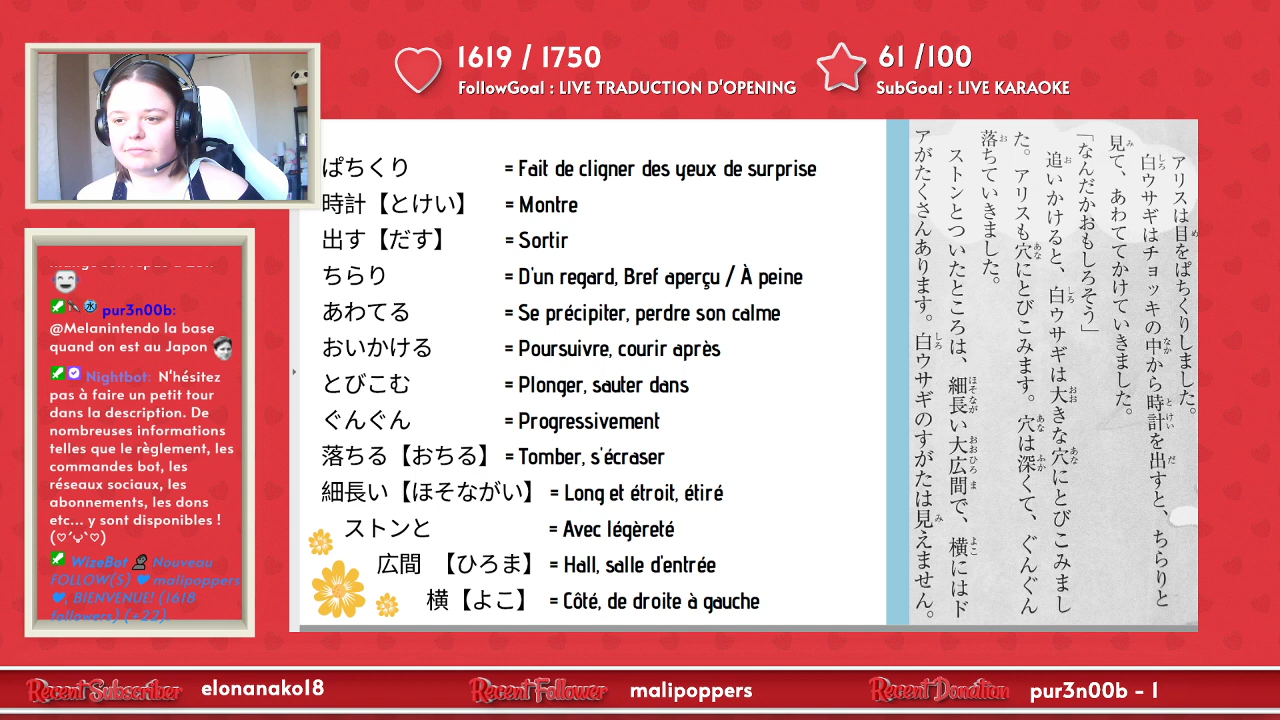 1619 / 1750
FollowGoal : LIVE TRADUCTION D'OPENING
61 /100
SubGoal : LIVE KARAOKE
ぱちくり = Fait de cligner des yeux de surprise
時計【とけい】 = Montre
出す【だす】 = Sortir
ちらり = D'un regard, Bref aperçu / À peine
あわてる = Se précipiter, perdre son calme
おいかける = Poursuivre, courir après
とびこむ = Plonger, sauter dans
ぐんぐん = Progressivement
落ちる【おちる】 = Tomber, s'écraser
細長い【ほそながい】 = Long et étroit, étiré
ストンと = Avec légèreté
広間 【ひろま】 = Hall, salle d'entrée
横【よこ】 = Côté, de droite à gauche
アリスは目をぱちくりしました。
白ウサギはチョッキの中から時計を出すと、ちらりと
見て、あわててかけていきました。
「なんだかおもしろそう」
追いかけると、白ウサギは大きな穴にとびこみまし
た。アリスも穴にとびこみます。穴は深くて、ぐんぐん
落ちていきました。
ストンとついたところは、細長い大広間で、横にはド
アがたくさんあります。白ウサギのすがたは見えません。
pur3n00b:
@Melanintendo la base
quand on est au Japon
Nightbot: N'hésitez
pas à faire un petit tour
dans la description. De
nombreuses informations
telles que le règlement, les
commandes bot, les
réseaux sociaux, les
abonnements, les dons
etc... y sont disponibles !
(♡´◡`♡)
WizeBot Nouveau
FOLLOW(S) malipoppers
, BIENVENUE! (1618
followers) (+22).
Recent Subscriber elonanako18
Recent Follower malipoppers
Recent Donation pur3n00b - 1